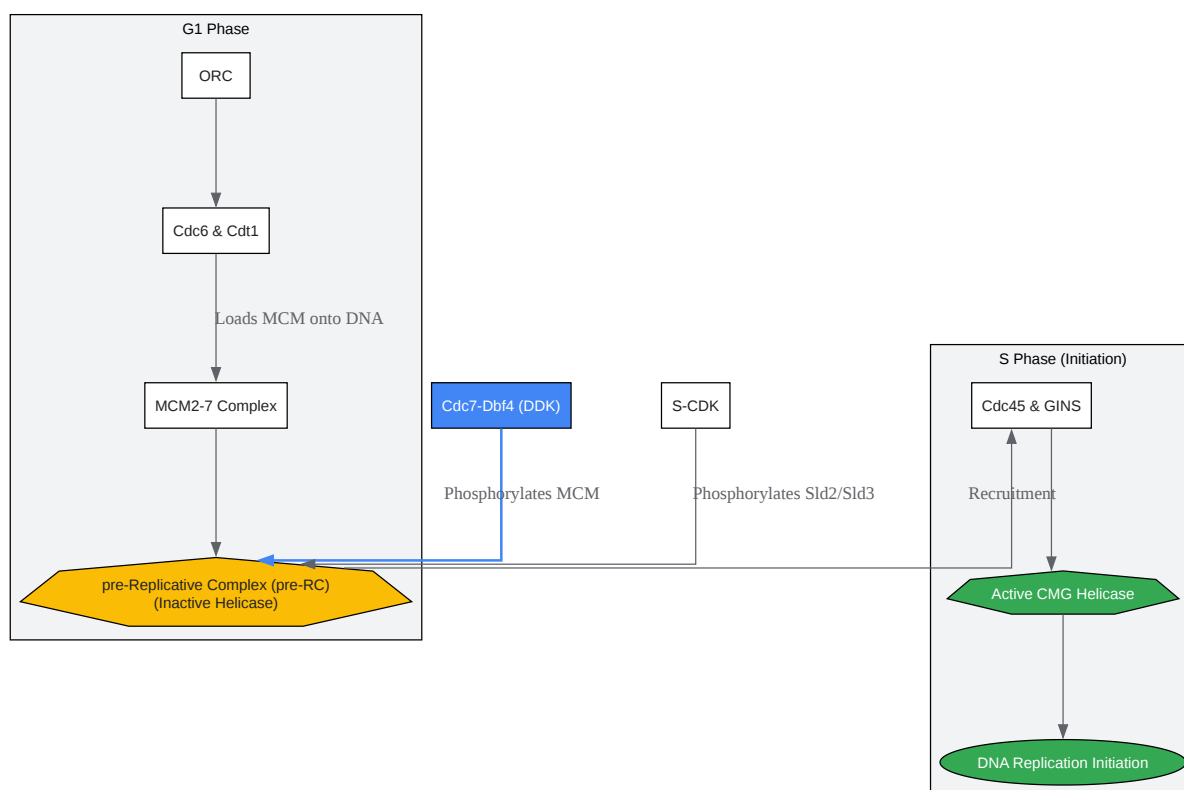 G1 Phase
ORC
Cdc6 & Cdt1
Loads MCM onto DNA
S Phase (Initiation)
MCM2-7 Complex
Cdc7-Dbf4 (DDK)
S-CDK
Cdc45 & GINS
Phosphorylates MCM
Phosphorylates Sld2/Sld3
Recruitment
pre-Replicative Complex (pre-RC)
(Inactive Helicase)
Active CMG Helicase
DNA Replication Initiation